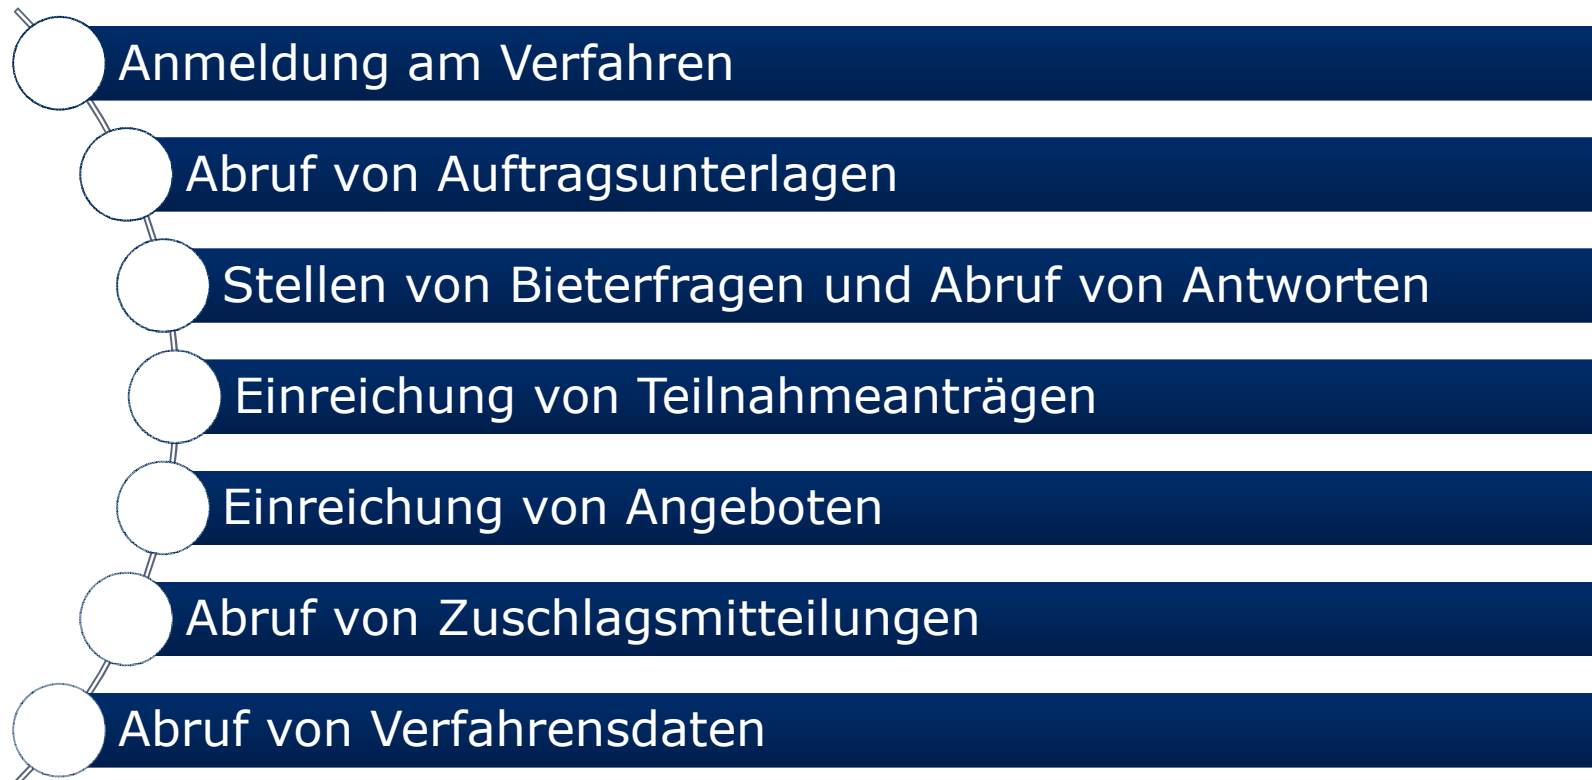 Anmeldung am Verfahren
Abruf von Auftragsunterlagen
Stellen von Bieterfragen und Abruf von Antworten
Einreichung von Teilnahmeanträgen
Einreichung von Angeboten
Abruf von Zuschlagsmitteilungen
Abruf von Verfahrensdaten